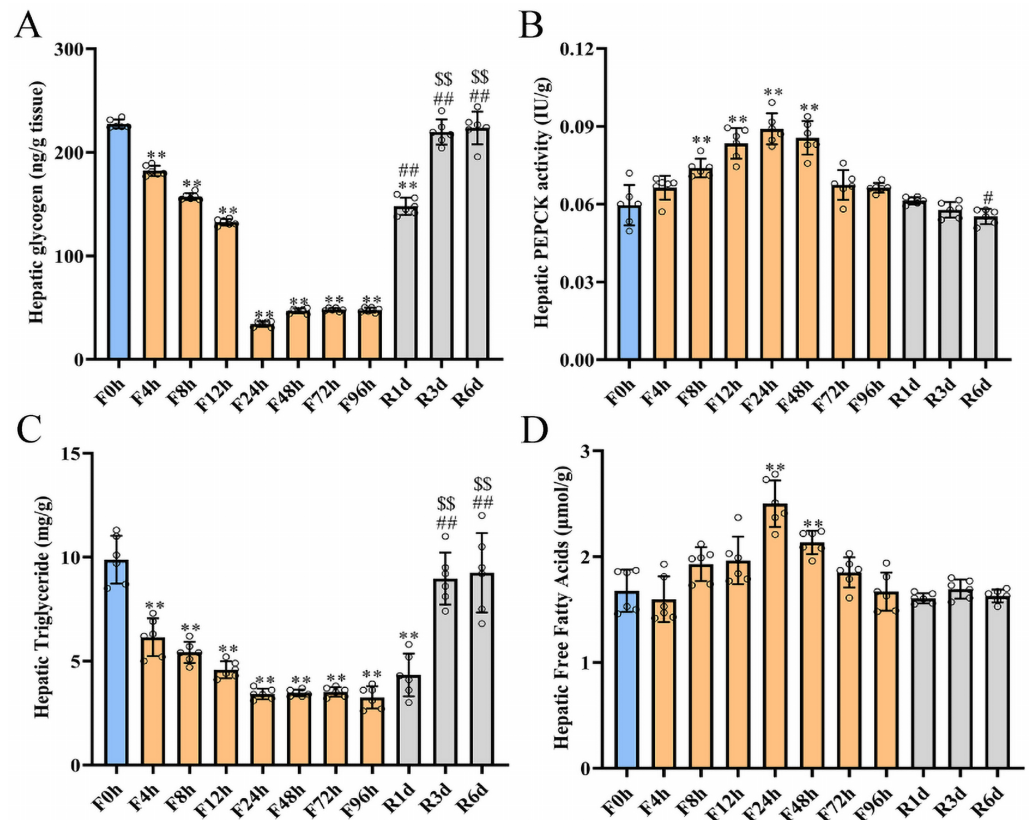 A
Hepatic glycogen (ng/g tissue)
300
200
100
0
** ** ** ** ** ** ** ## ** $$ ## $$ ##
F0h F4h F8h F12h F24h F48h F72h F96h R1d R3d R6d
B
Hepatic PEPCK activity (IU/g)
0.12
0.09
0.06
0.03
0.00
** ** ** ** #
F0h F4h F8h F12h F24h F48h F72h F96h R1d R3d R6d
C
Hepatic Triglyceride (mg/g)
15
10
5
0
** ** ** ** ** ** ** ** $$ ## $$ ##
F0h F4h F8h F12h F24h F48h F72h F96h R1d R3d R6d
D
Hepatic Free Fatty Acids (μmol/g)
3
2
1
0
** **
F0h F4h F8h F12h F24h F48h F72h F96h R1d R3d R6d